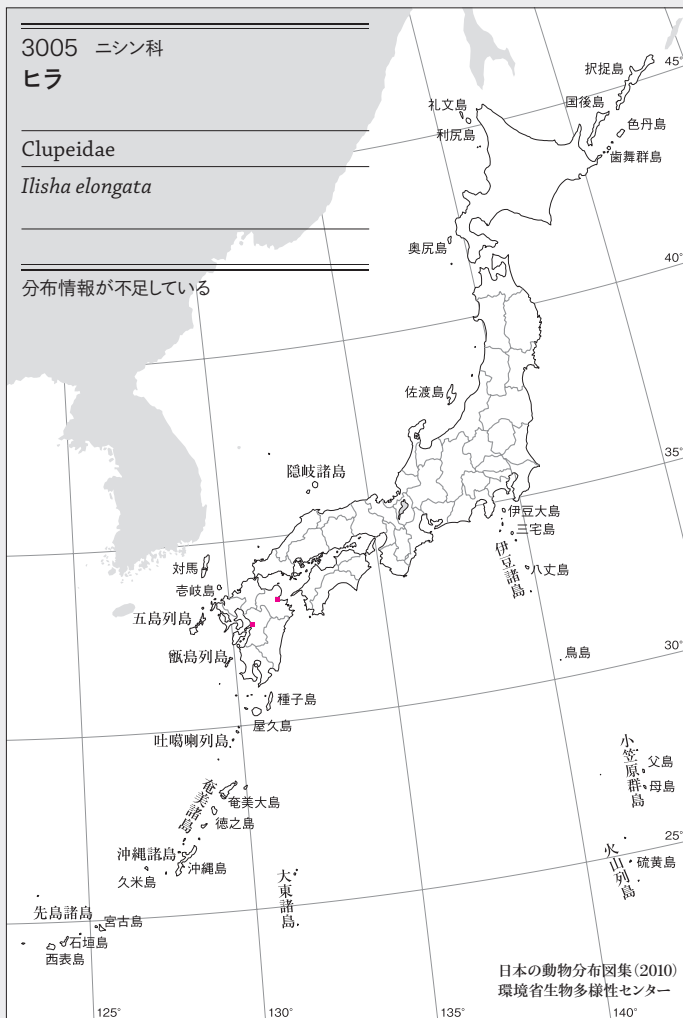 3005 ニシン科
ヒラ
Clupeidae
Ilisha elongata
分布情報が不足している
択捉島
国後島
色丹島
歯舞群島
礼文島
利尻島
奥尻島
佐渡島
隠岐諸島
伊豆大島
三宅島
八丈島
伊豆諸島
対馬
壱岐島
五島列島
甑島列島
鳥島
種子島
屋久島
吐噶喇列島
奄美諸島
奄美大島
徳之島
沖縄諸島
沖縄島
久米島
大東諸島
先島諸島
宮古島
石垣島
西表島
小笠原群島
父島
母島
火山列島
硫黄島
45°
40°
35°
30°
25°
125°
130°
135°
140°
日本の動物分布図集(2010)
環境省生物多様性センター